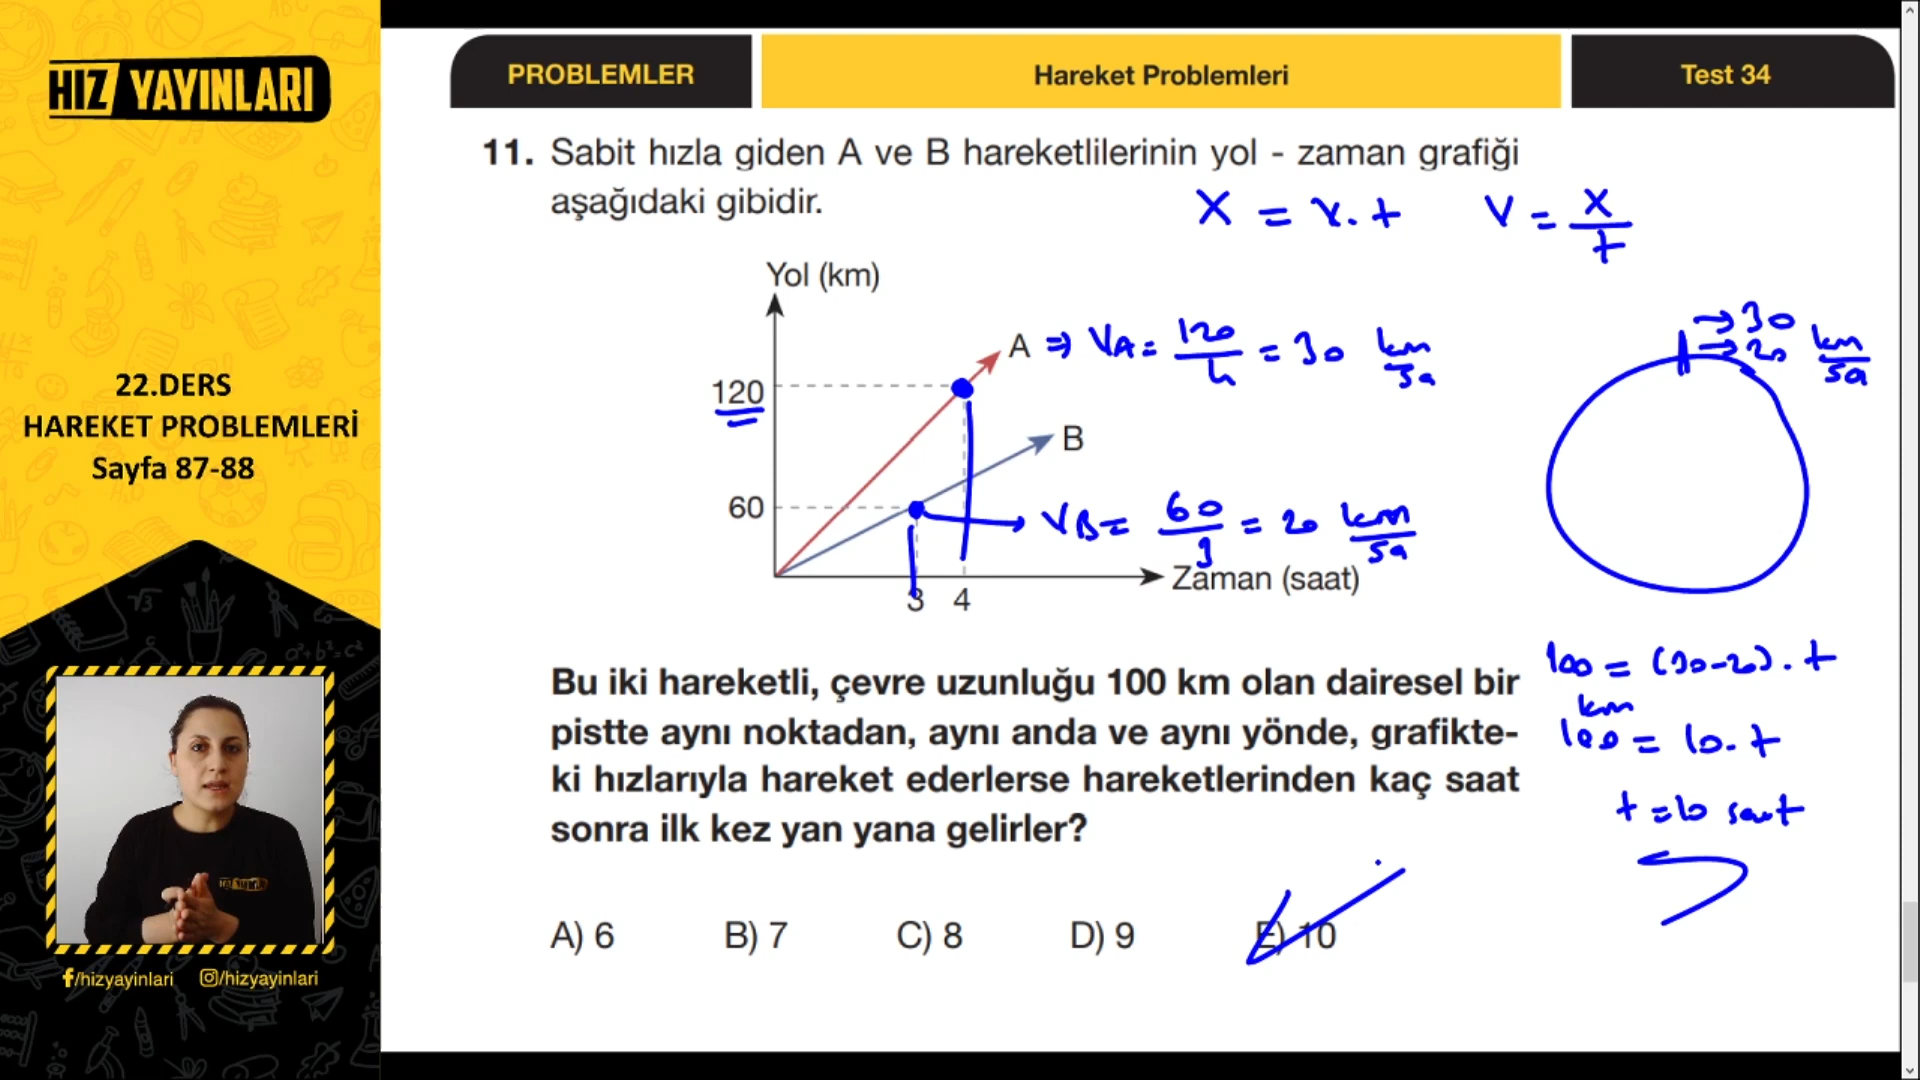 HIZ YAYINLARI
22.DERS
HAREKET PROBLEMLERİ
Sayfa 87-88
/hizyayinlari /hizyayinlari
PROBLEMLER
Hareket Problemleri
Test 34
11. Sabit hızla giden A ve B hareketlilerinin yol - zaman grafiği
aşağıdaki gibidir.
X = V.t V = X/t
Yol (km)
A ⇒ VA = 120/4 = 30 km/sa
120
B
60
VB = 60/3 = 20 km/sa
Zaman (saat)
3 4
→ 30
→ 20 km/sa
Bu iki hareketli, çevre uzunluğu 100 km olan dairesel bir
pistte aynı noktadan, aynı anda ve aynı yönde, grafikte-
ki hızlarıyla hareket ederlerse hareketlerinden kaç saat
sonra ilk kez yan yana gelirler?
100 = (30-20).t
km
100 = 10.t
t = 10 saat
A) 6 B) 7 C) 8 D) 9 E) 10